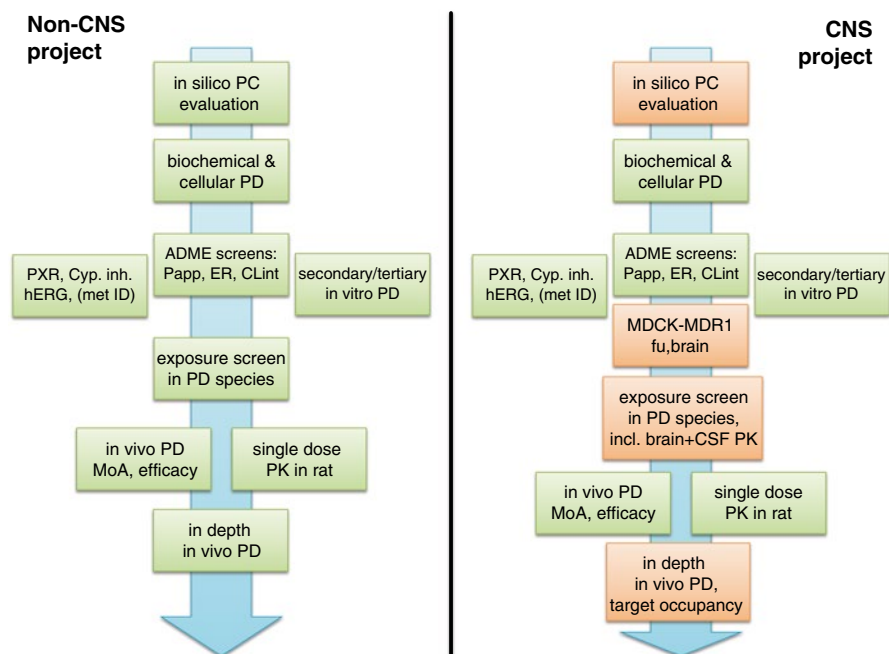 Non-CNS
project
in silico PC
evaluation
biochemical &
cellular PD
PXR, Cyp. inh.
hERG, (met ID)
ADME screens:
Papp, ER, CLint
secondary/tertiary
in vitro PD
exposure screen
in PD species
in vivo PD
MoA, efficacy
single dose
PK in rat
in depth
in vivo PD
CNS
project
in silico PC
evaluation
biochemical &
cellular PD
PXR, Cyp. inh.
hERG, (met ID)
ADME screens:
Papp, ER, CLint
secondary/tertiary
in vitro PD
MDCK-MDR1
fu,brain
exposure screen
in PD species,
incl. brain+CSF PK
in vivo PD
MoA, efficacy
single dose
PK in rat
in depth
in vivo PD,
target occupancy